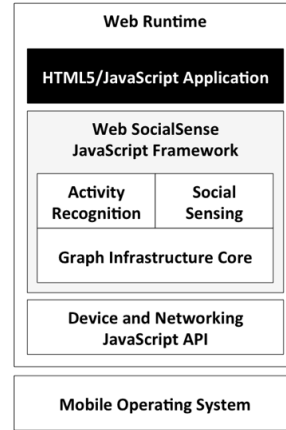 Web Runtime
HTML5/JavaScript Application
Web SocialSense
JavaScript Framework
Activity
Recognition
Social
Sensing
Graph Infrastructure Core
Device and Networking
JavaScript API
Mobile Operating System